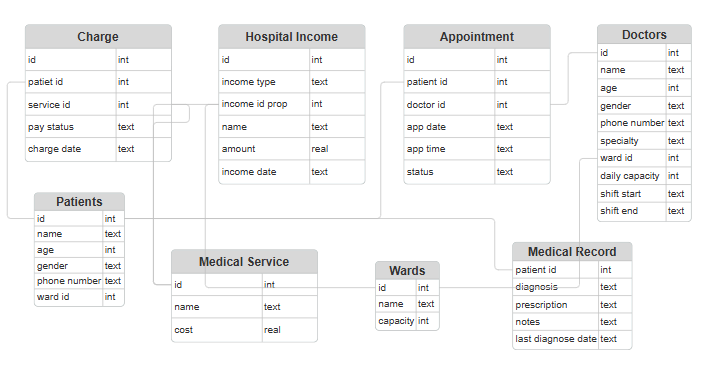 Charge
id int
patiet id int
service id int
pay status text
charge date text
Hospital Income
id int
income type text
income id prop int
name text
amount real
income date text
Appointment
id int
patient id int
doctor id int
app date text
app time text
status text
Doctors
id int
name text
age int
gender text
phone number text
specialty text
ward id int
daily capacity int
shift start text
shift end text
Patients
id int
name text
age int
gender text
phone number text
ward id int
Medical Service
id int
name text
cost real
Wards
id int
name text
capacity int
Medical Record
patient id int
diagnosis text
prescription text
notes text
last diagnose date text